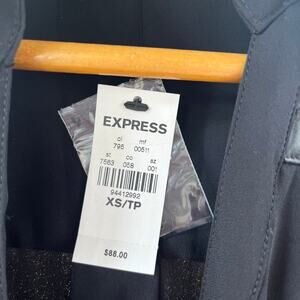 EXPRESS
cl mf
795 00511
st co sz
7563 058 001
94412992
XS/TP
$88.00